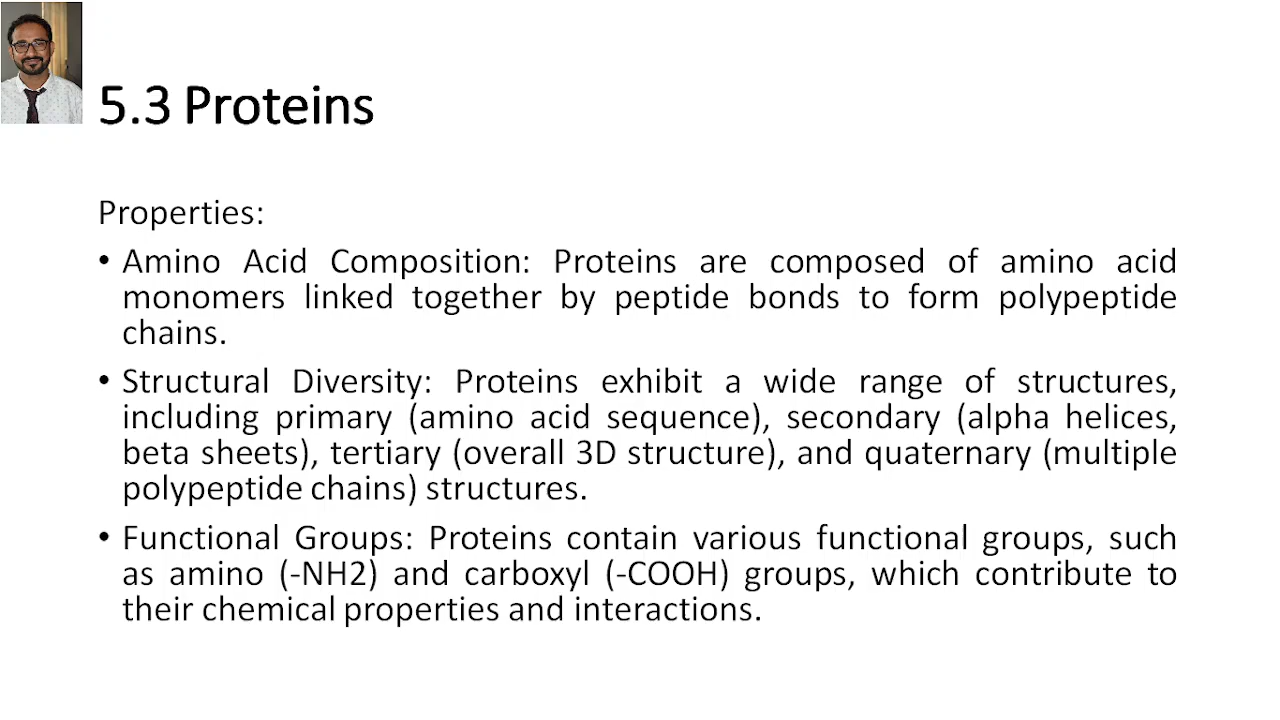 5.3 Proteins
Properties:
• Amino Acid Composition: Proteins are composed of amino acid
monomers linked together by peptide bonds to form polypeptide
chains.
• Structural Diversity: Proteins exhibit a wide range of structures,
including primary (amino acid sequence), secondary (alpha helices,
beta sheets), tertiary (overall 3D structure), and quaternary (multiple
polypeptide chains) structures.
• Functional Groups: Proteins contain various functional groups, such
as amino (-NH2) and carboxyl (-COOH) groups, which contribute to
their chemical properties and interactions.